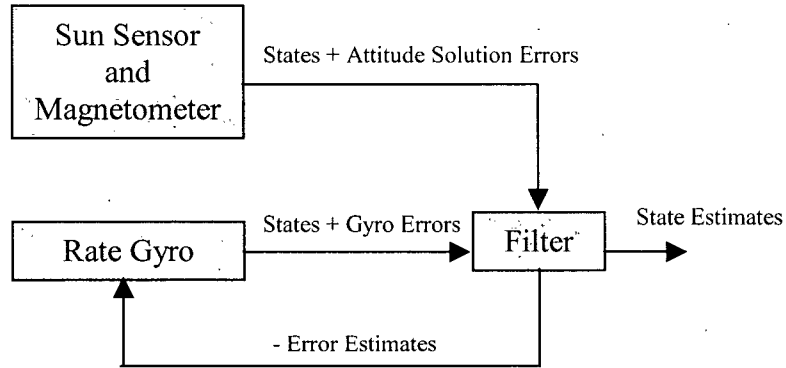 Sun Sensor
and
Magnetometer
States + Attitude Solution Errors
States + Gyro Errors
State Estimates
Rate Gyro
Filter
- Error Estimates